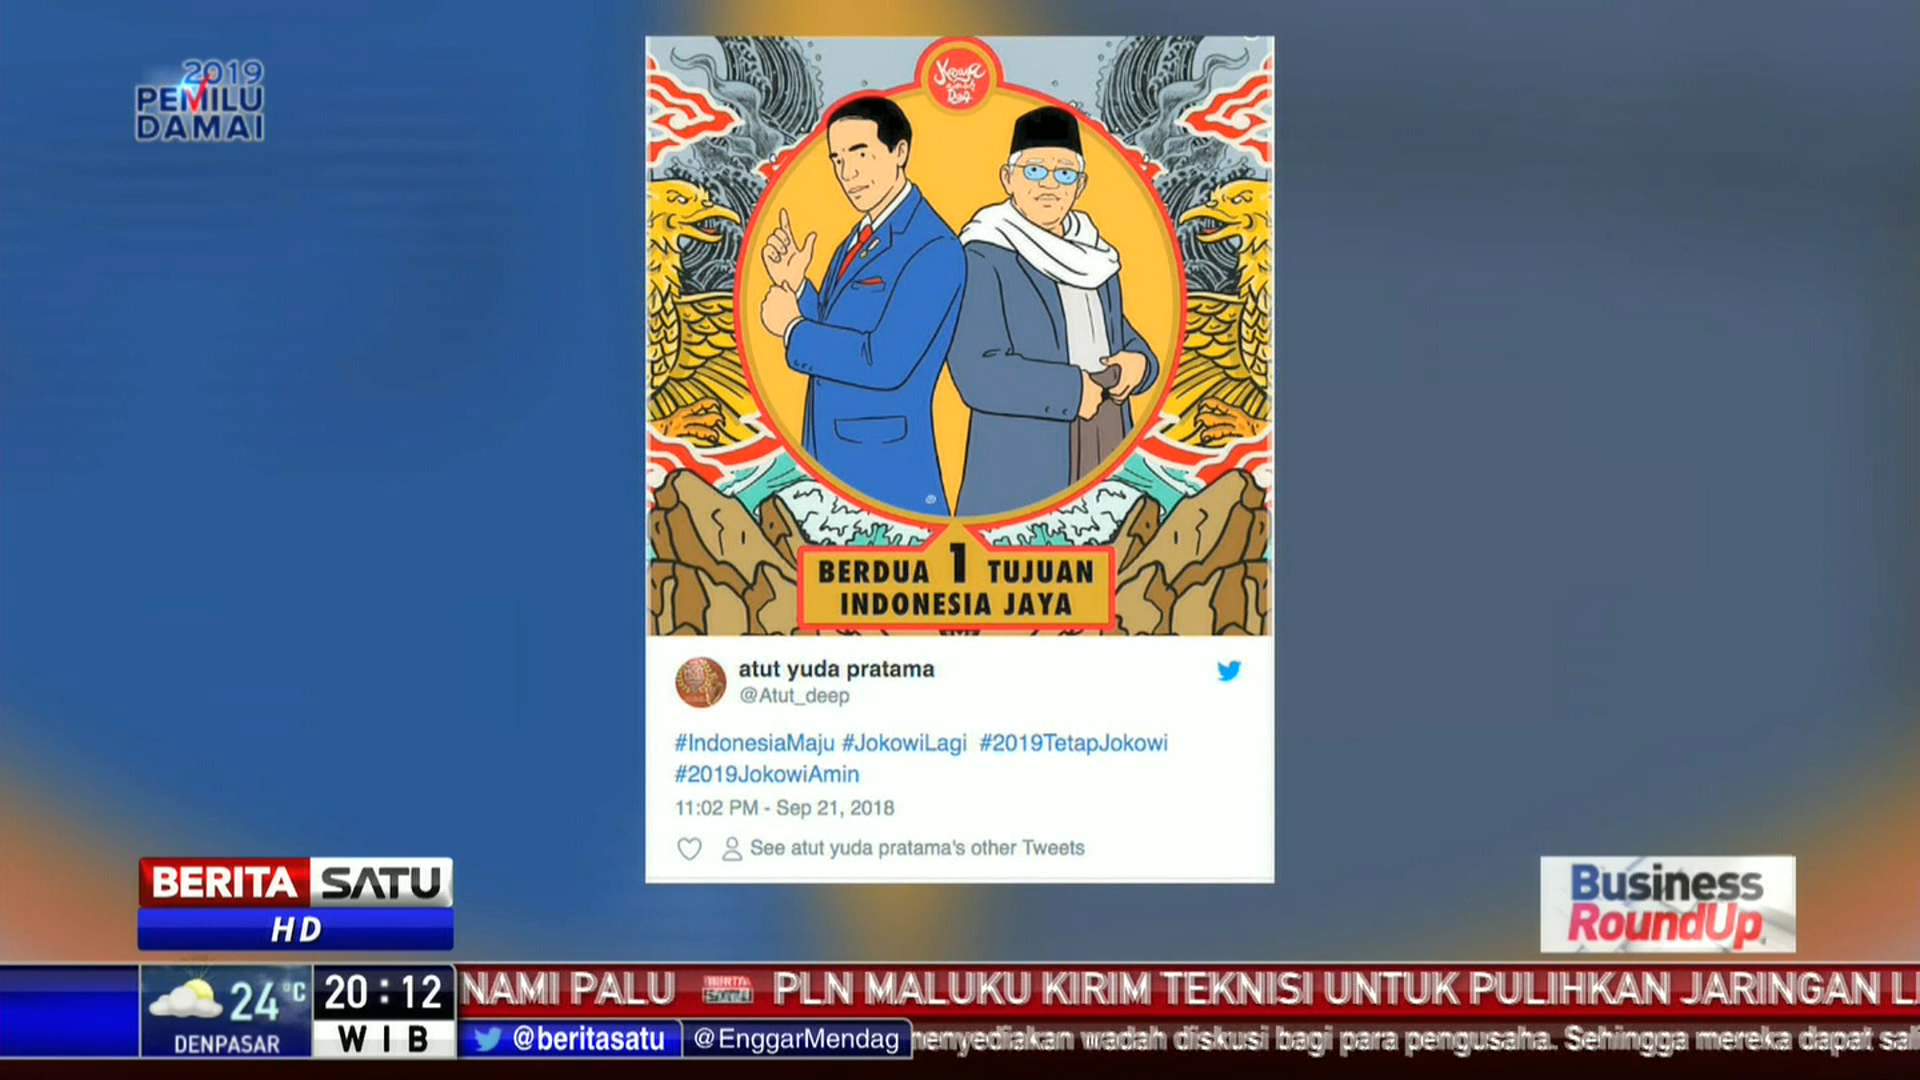 2019
PEMILU
DAMAI
BERDUA 1 TUJUAN
INDONESIA JAYA
atut yuda pratama
@Atut_deep
#IndonesiaMaju #JokowiLagi #2019TetapJokowi
#2019JokowiAmin
11:02 PM - Sep 21, 2018
See atut yuda pratama's other Tweets
BERITA SATU
HD
Business
RoundUp
24°C
DENPASAR
20:12
WIB
NAMI PALU BERITA SATU PLN MALUKU KIRIM TEKNISI UNTUK PULIHKAN JARINGAN
@beritasatu @EnggarMendag menyediakan wadah diskusi bagi para pengusaha. Sehingga mereka dapat